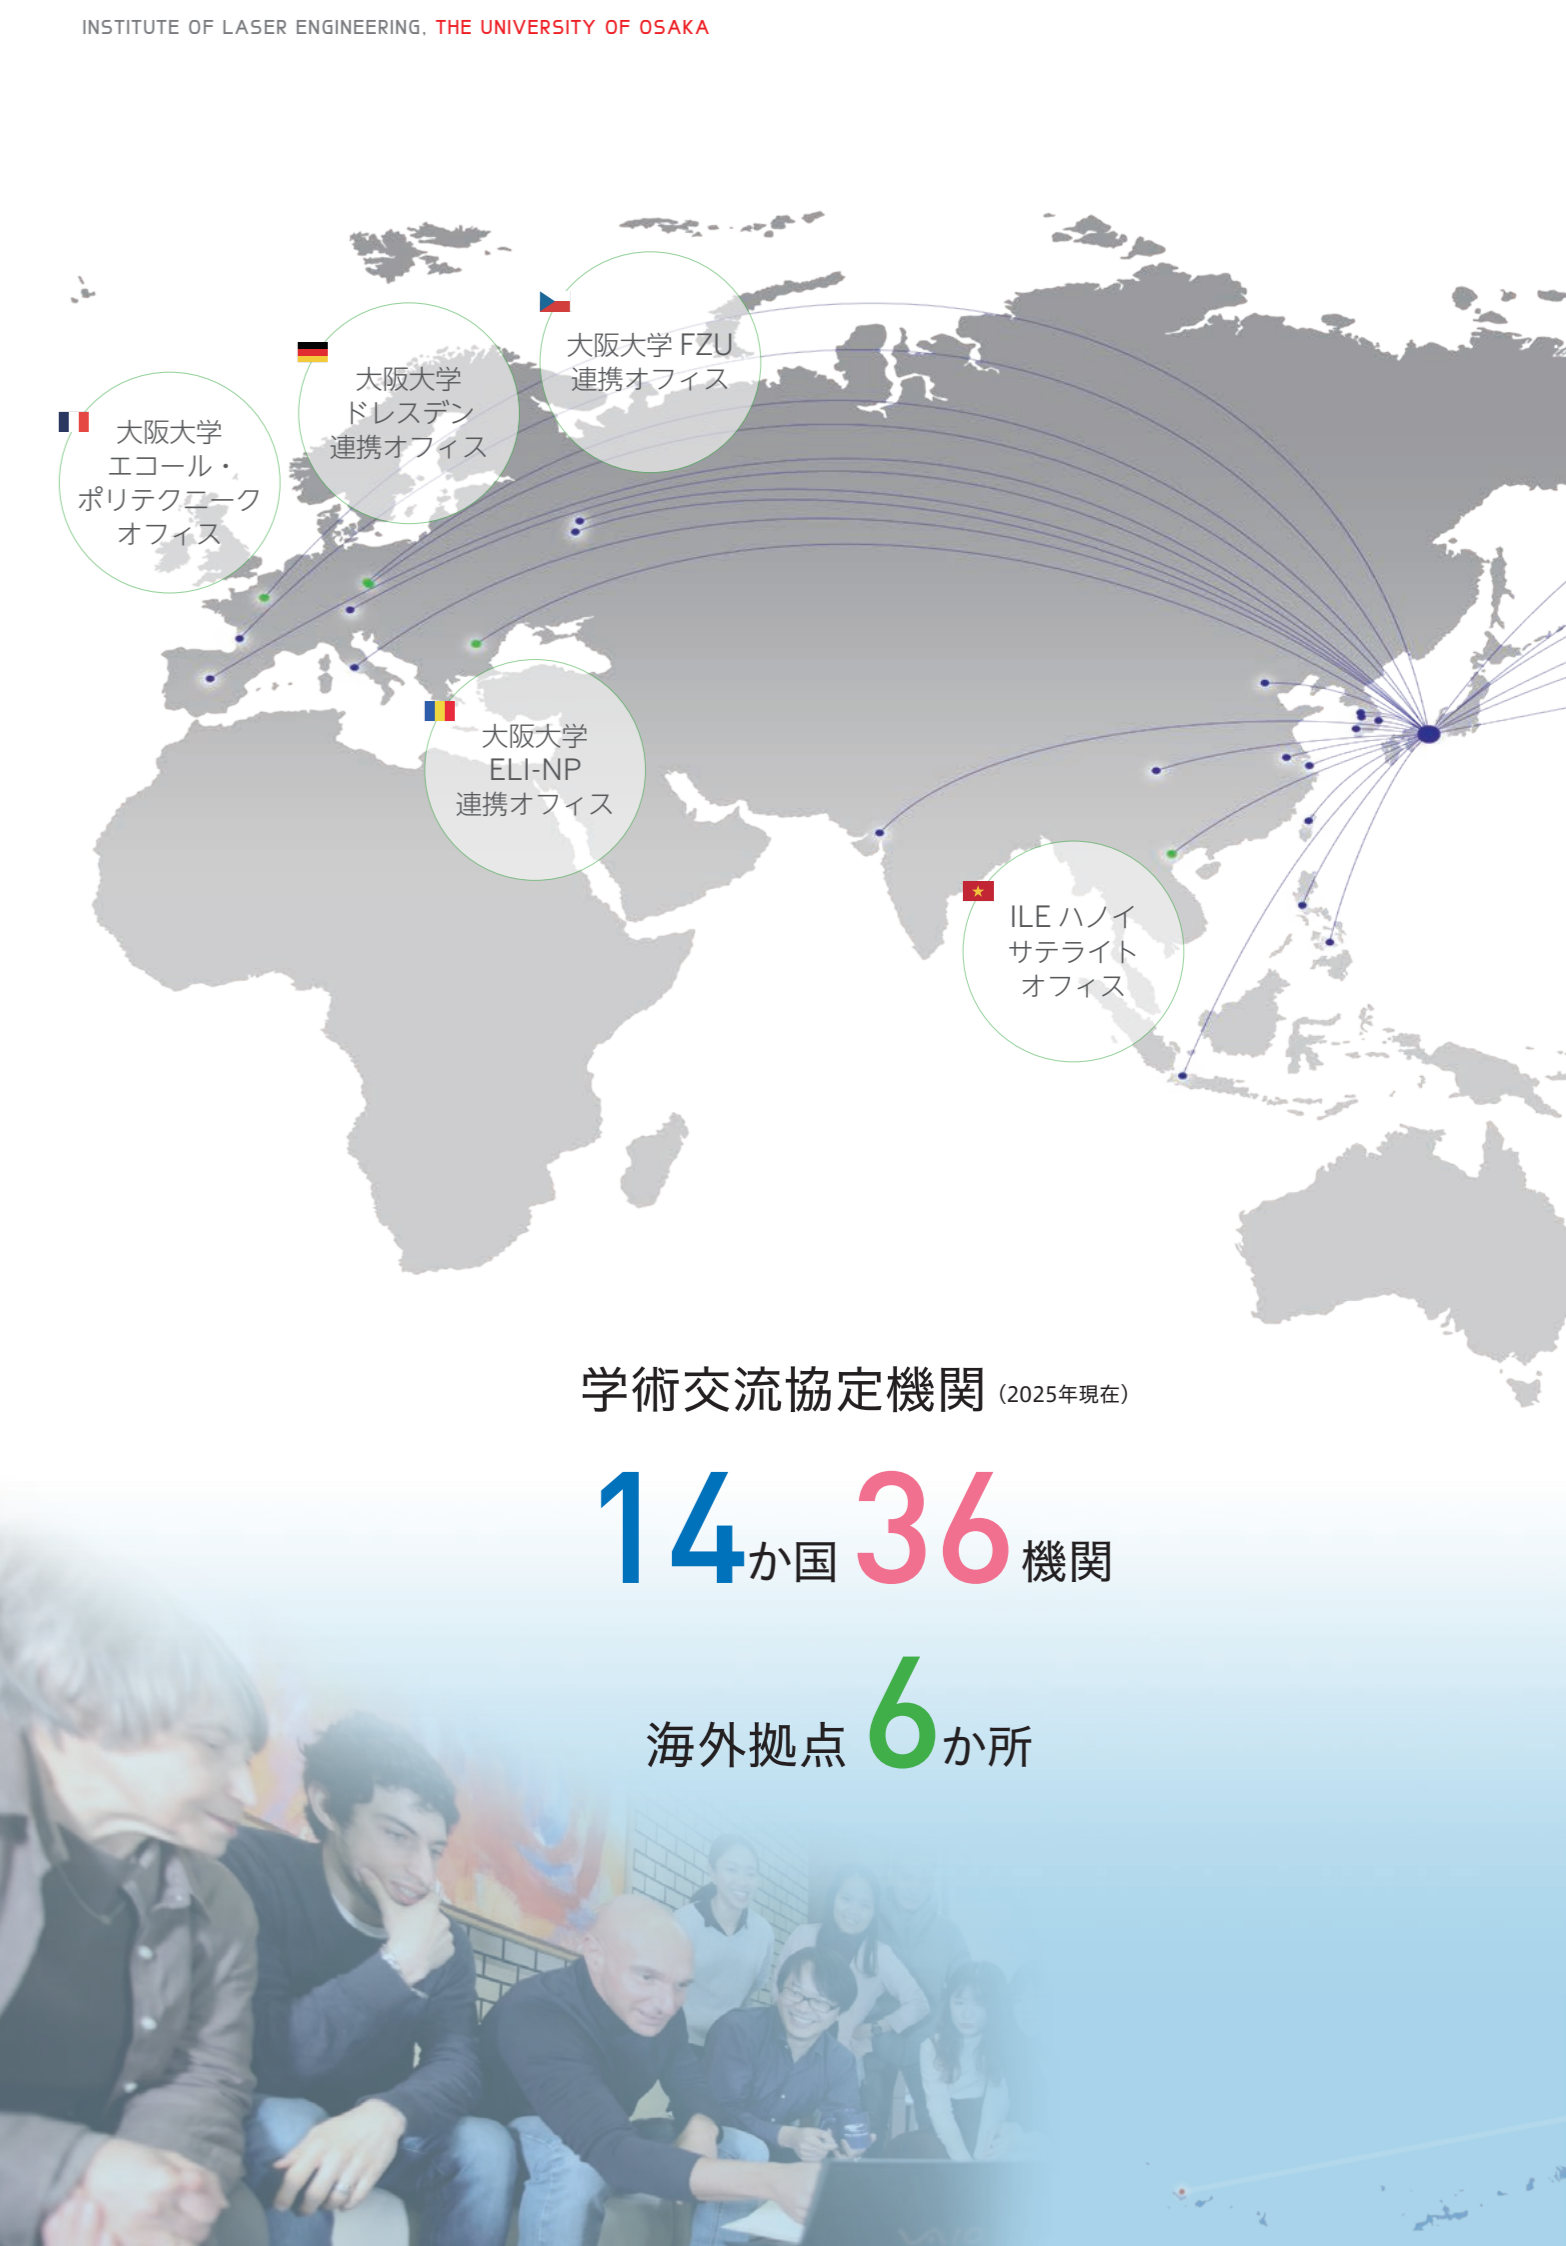 INSTITUTE OF LASER ENGINEERING, THE UNIVERSITY OF OSAKA
大阪大学 FZU
連携オフィス
大阪大学
ドレスデン
連携オフィス
大阪大学
エコール・
ポリテクニーク
オフィス
大阪大学
ELI-NP
連携オフィス
ILE ハノイ
サテライト
オフィス
学術交流協定機関（2025年現在）
14か国 36機関
海外拠点 6か所